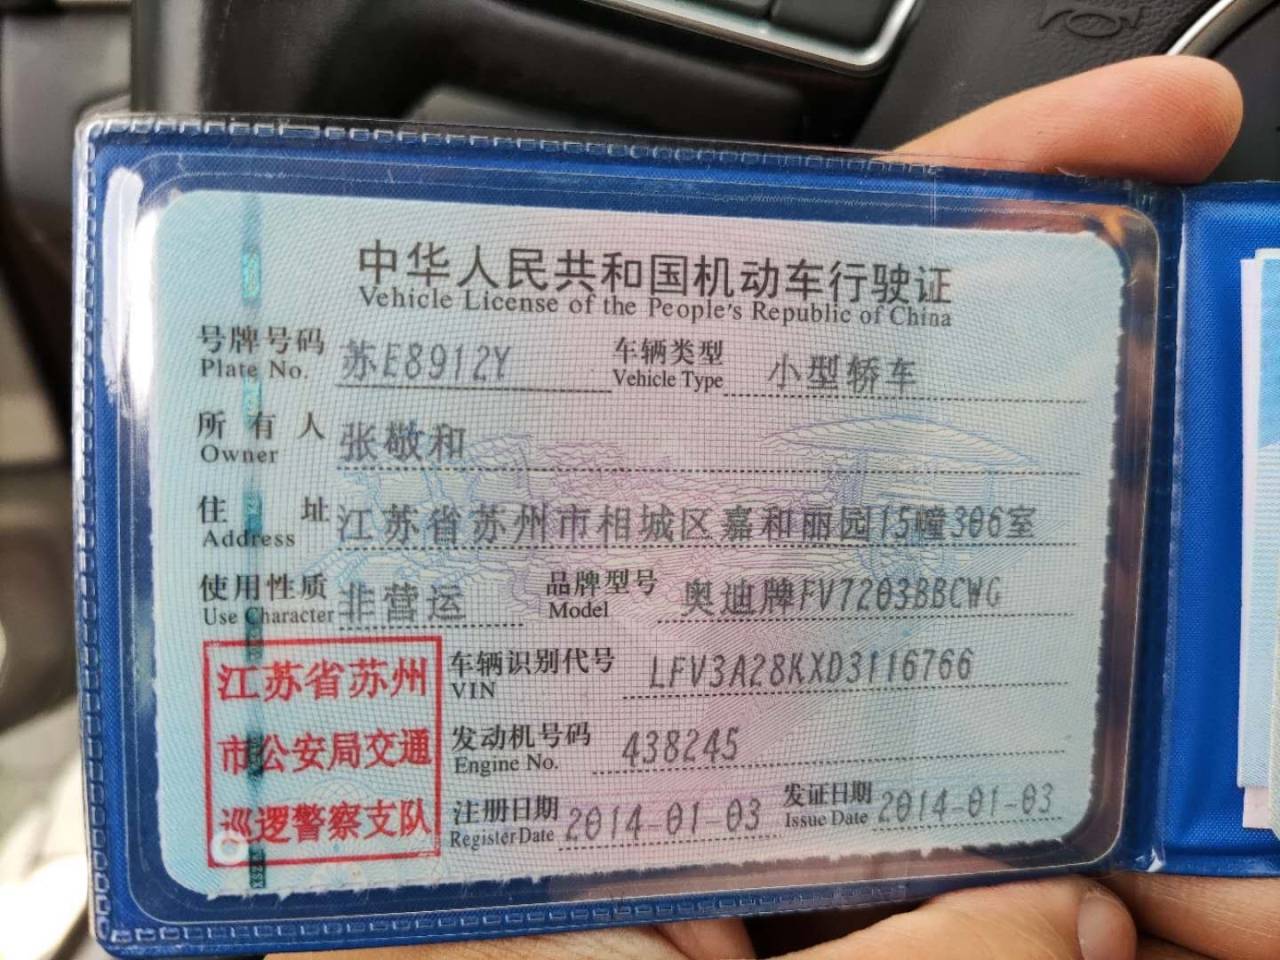 中华人民共和国机动车行驶证
Vehicle License of the People's Republic of China
号牌号码 苏E8912Y 车辆类型 小型轿车
Plate No. Vehicle Type
所有人 张敬和
Owner
住址 江苏省苏州市相城区嘉和丽园15幢306室
Address
使用性质 非营运 品牌型号 奥迪牌FV7203BBCWG
Use Character Model
江苏省苏州
市公安局交通
巡逻警察支队
车辆识别代号 LFV3A28KXD3116766
VIN
发动机号码 438245
Engine No.
注册日期 2014-01-03 发证日期 2014-01-03
Register Date Issue Date